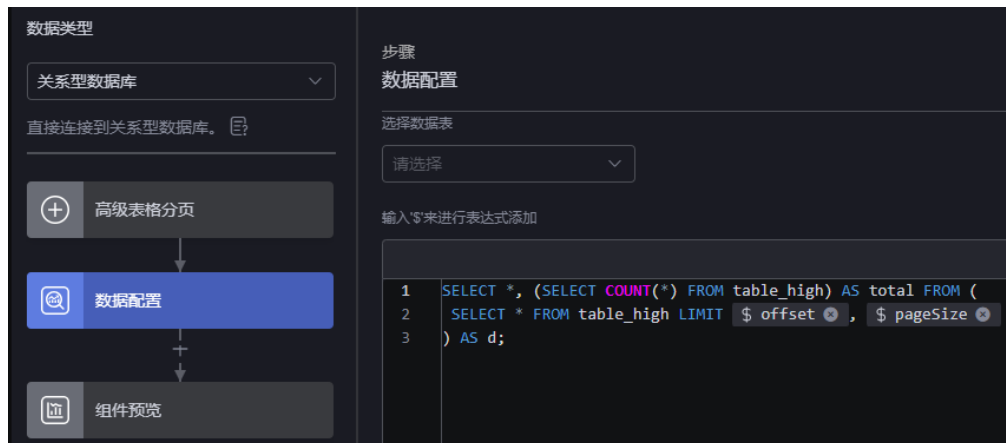 数据类型
关系型数据库
直接连接到关系型数据库。
高级表格分页
数据配置
组件预览
步骤
数据配置
选择数据表
请选择
输入'$'来进行表达式添加
1 SELECT *, (SELECT COUNT(*) FROM table_high) AS total FROM (
2 SELECT * FROM table_high LIMIT $ offset , $ pageSize
3 ) AS d;